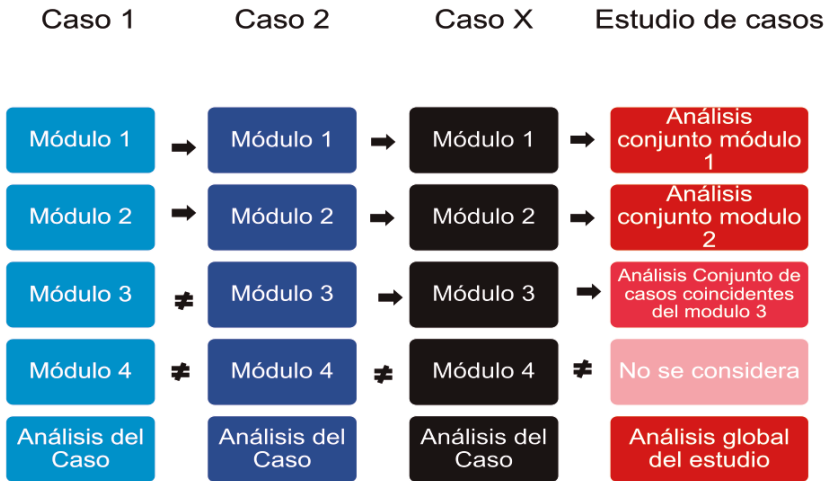 Caso 1 Caso 2 Caso X Estudio de casos
Módulo 1 Módulo 1 Módulo 1 Análisis
conjunto módulo
1
Módulo 2 Módulo 2 Módulo 2 Análisis
conjunto modulo
2
Módulo 3 ≠ Módulo 3 Módulo 3 Análisis Conjunto de
casos coincidentes
del modulo 3
Módulo 4 ≠ Módulo 4 ≠ Módulo 4 ≠ No se considera
Análisis del
Caso
Análisis del
Caso
Análisis del
Caso
Análisis global
del estudio